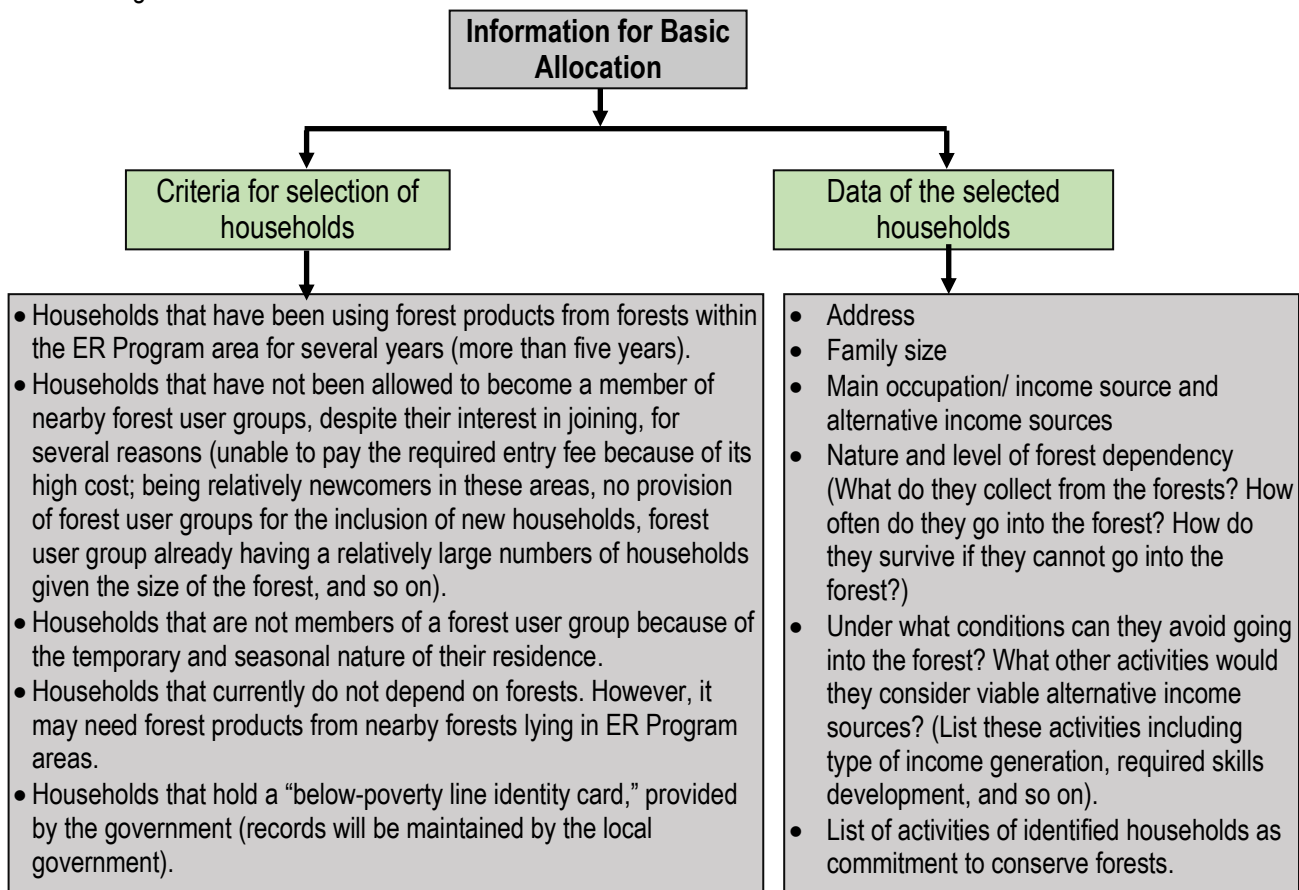 Information for Basic
Allocation
Criteria for selection of
households
Data of the selected
households
• Households that have been using forest products from forests within
the ER Program area for several years (more than five years).
• Households that have not been allowed to become a member of
nearby forest user groups, despite their interest in joining, for
several reasons (unable to pay the required entry fee because of its
high cost; being relatively newcomers in these areas, no provision
of forest user groups for the inclusion of new households, forest
user group already having a relatively large numbers of households
given the size of the forest, and so on).
• Households that are not members of a forest user group because of
the temporary and seasonal nature of their residence.
• Households that currently do not depend on forests. However, it
may need forest products from nearby forests lying in ER Program
areas.
• Households that hold a “below-poverty line identity card,” provided
by the government (records will be maintained by the local
government).
• Address
• Family size
• Main occupation/ income source and
alternative income sources
• Nature and level of forest dependency
(What do they collect from the forests? How
often do they go into the forest? How do
they survive if they cannot go into the
forest?)
• Under what conditions can they avoid going
into the forest? What other activities would
they consider viable alternative income
sources? (List these activities including
type of income generation, required skills
development, and so on).
• List of activities of identified households as
commitment to conserve forests.